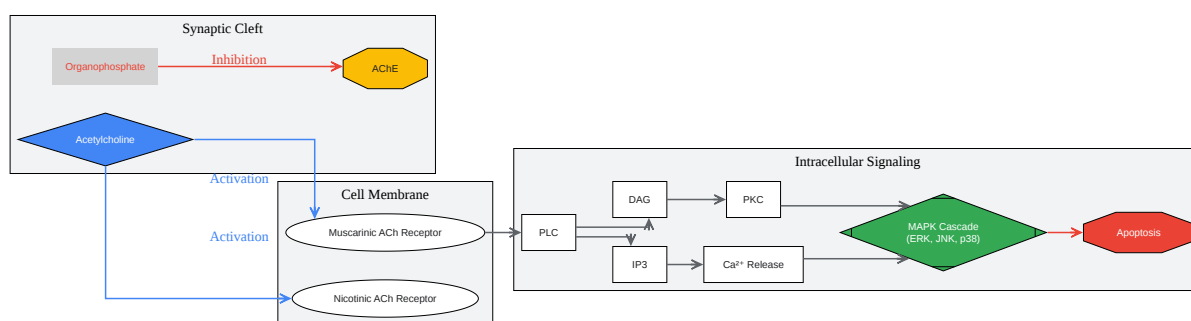 Synaptic Cleft
Organophosphate
Inhibition
AChE
Acetylcholine
Activation
Activation
Cell Membrane
Muscarinic ACh Receptor
Nicotinic ACh Receptor
Intracellular Signaling
PLC
DAG
PKC
IP3
Ca²⁺ Release
MAPK Cascade
(ERK, JNK, p38)
Apoptosis